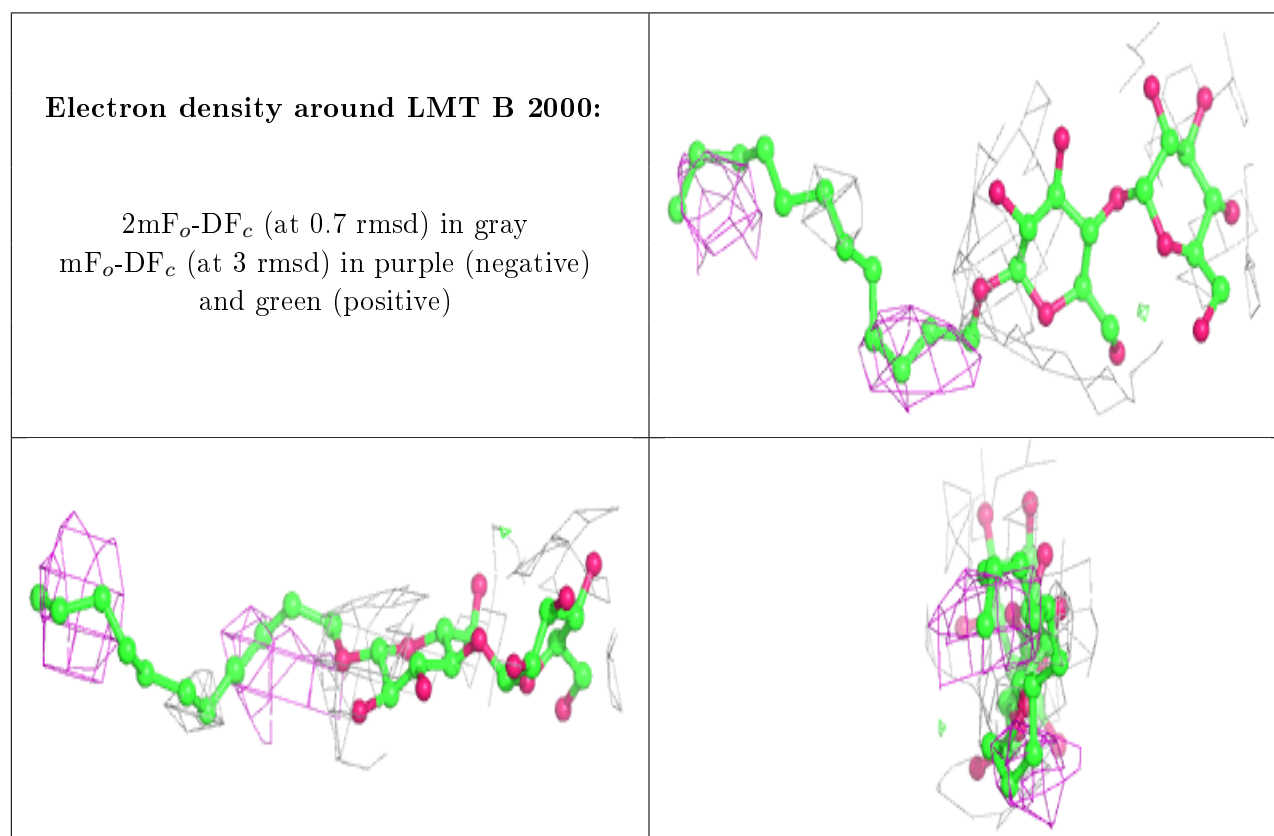 Electron density around LMT B 2000:
2mFo-DFc (at 0.7 rmsd) in gray
mFo-DFc (at 3 rmsd) in purple (negative)
and green (positive)